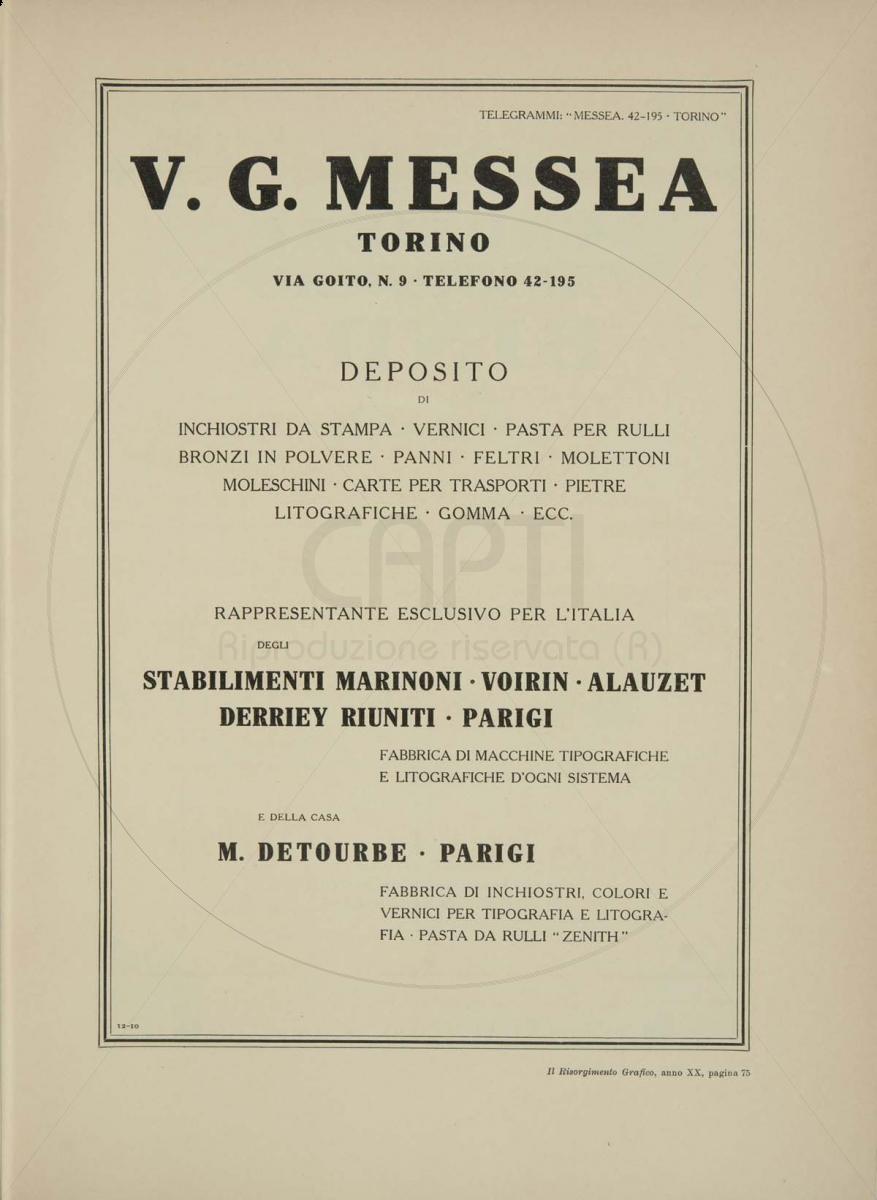 TELEGRAMMI: "MESSEA. 42-195 · TORINO"
V. G. MESSEA
TORINO
VIA GOITO, N. 9 · TELEFONO 42-195
DEPOSITO
DI
INCHIOSTRI DA STAMPA · VERNICI · PASTA PER RULLI
BRONZI IN POLVERE · PANNI · FELTRI · MOLETTONI
MOLESCHINI · CARTE PER TRASPORTI · PIETRE
LITOGRAFICHE · GOMMA · ECC.
CAPTI
RAPPRESENTANTE ESCLUSIVO PER L'ITALIA
DEGLI
Riproduzione riservata (R)
STABILIMENTI MARINONI · VOIRIN · ALAUZET
DERRIEY RIUNITI · PARIGI
FABBRICA DI MACCHINE TIPOGRAFICHE
E LITOGRAFICHE D'OGNI SISTEMA
E DELLA CASA
M. DETOURBE · PARIGI
FABBRICA DI INCHIOSTRI, COLORI E
VERNICI PER TIPOGRAFIA E LITOGRA-
FIA · PASTA DA RULLI "ZENITH"
12-10
Il Risorgimento Grafico, anno XX, pagina 75